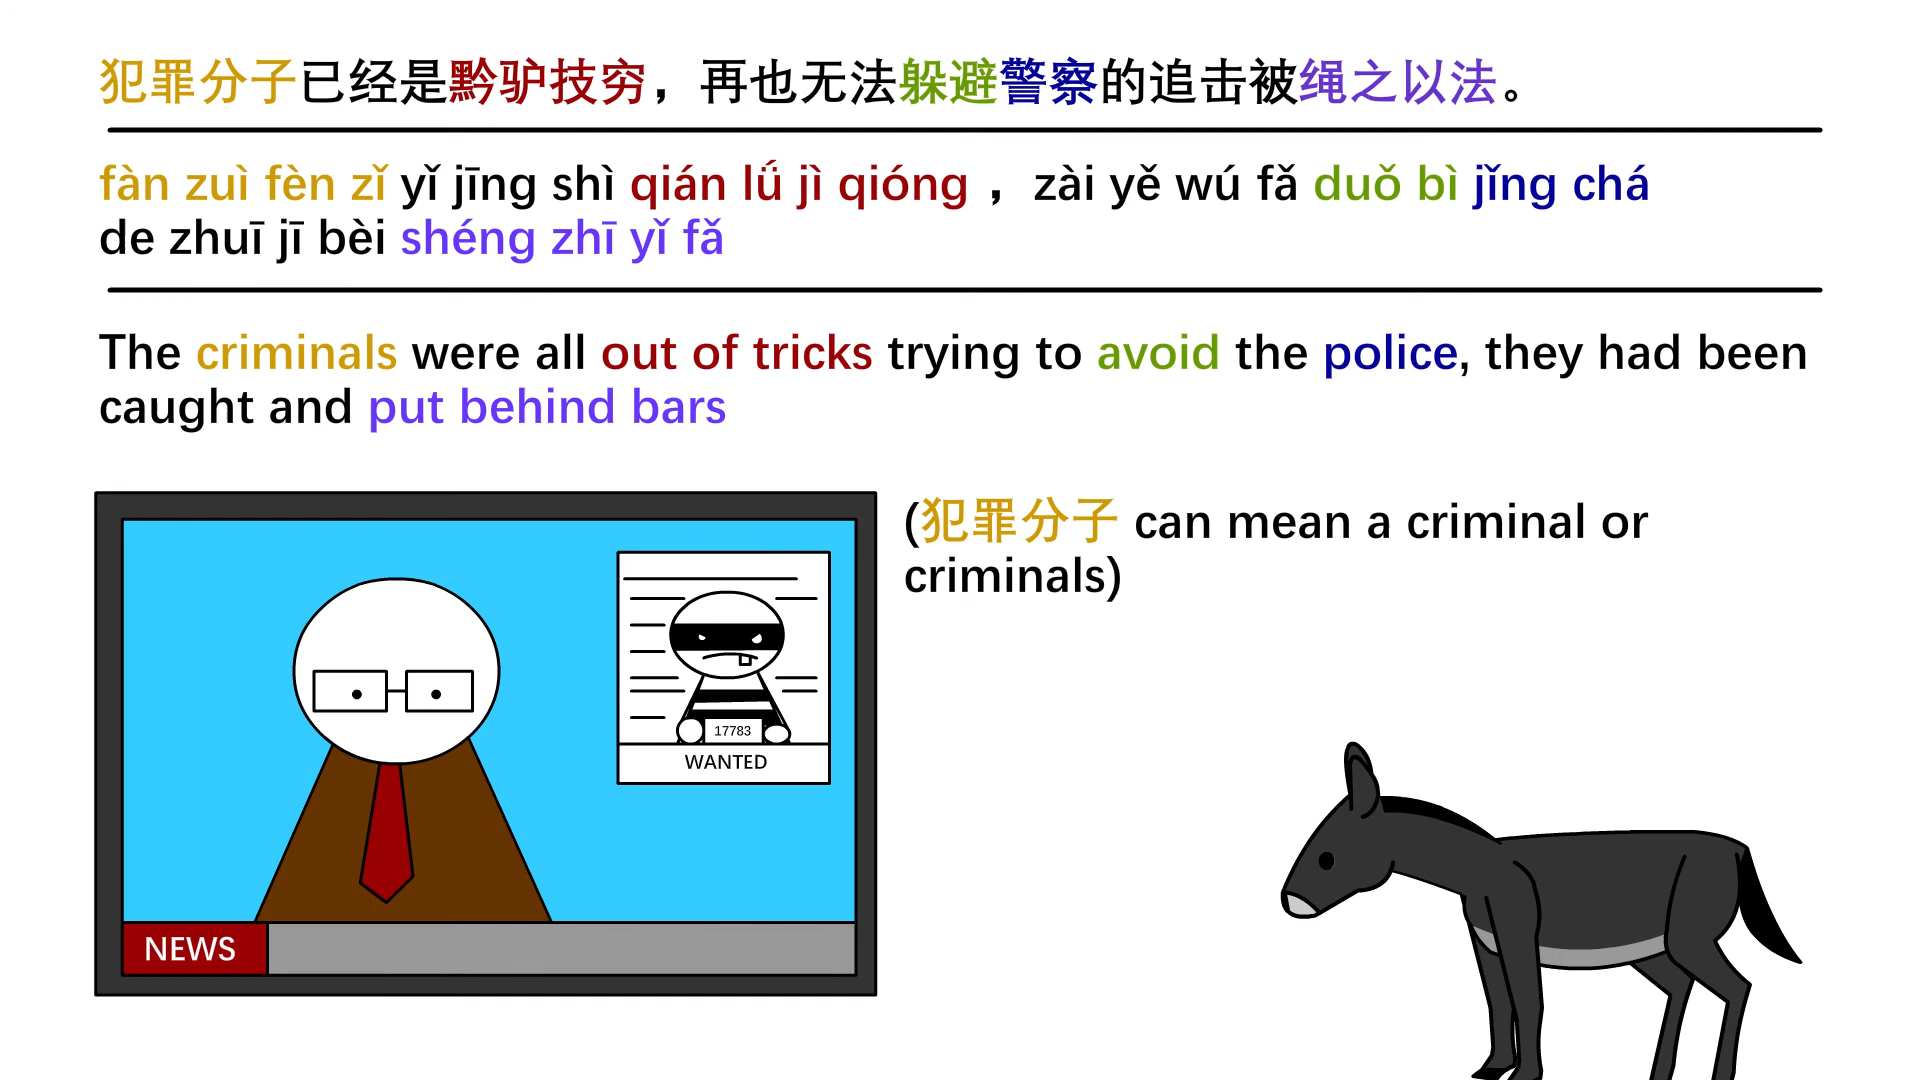 犯罪分子已经是黔驴技穷，再也无法躲避警察的追击被绳之以法。
fàn zuì fèn zǐ yǐ jīng shì qián lǘ jì qióng ，zài yě wú fǎ duǒ bì jǐng chá
de zhuī jī bèi shéng zhī yǐ fǎ
The criminals were all out of tricks trying to avoid the police, they had been
caught and put behind bars
(犯罪分子 can mean a criminal or
criminals)
17783
WANTED
NEWS